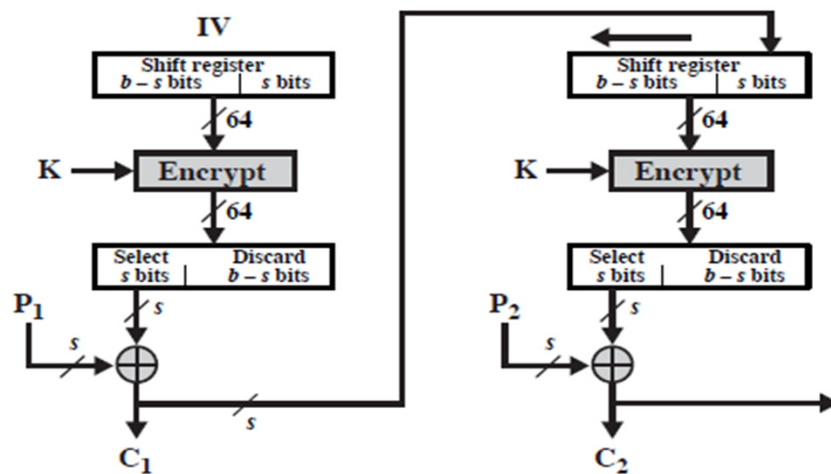 IV
Shift register
b – s bits | s bits
64
K
Encrypt
64
Select Discard
s bits | b – s bits
s
P1
s
s
C1
Shift register
b – s bits | s bits
64
K
Encrypt
64
Select Discard
s bits | b – s bits
s
P2
s
C2